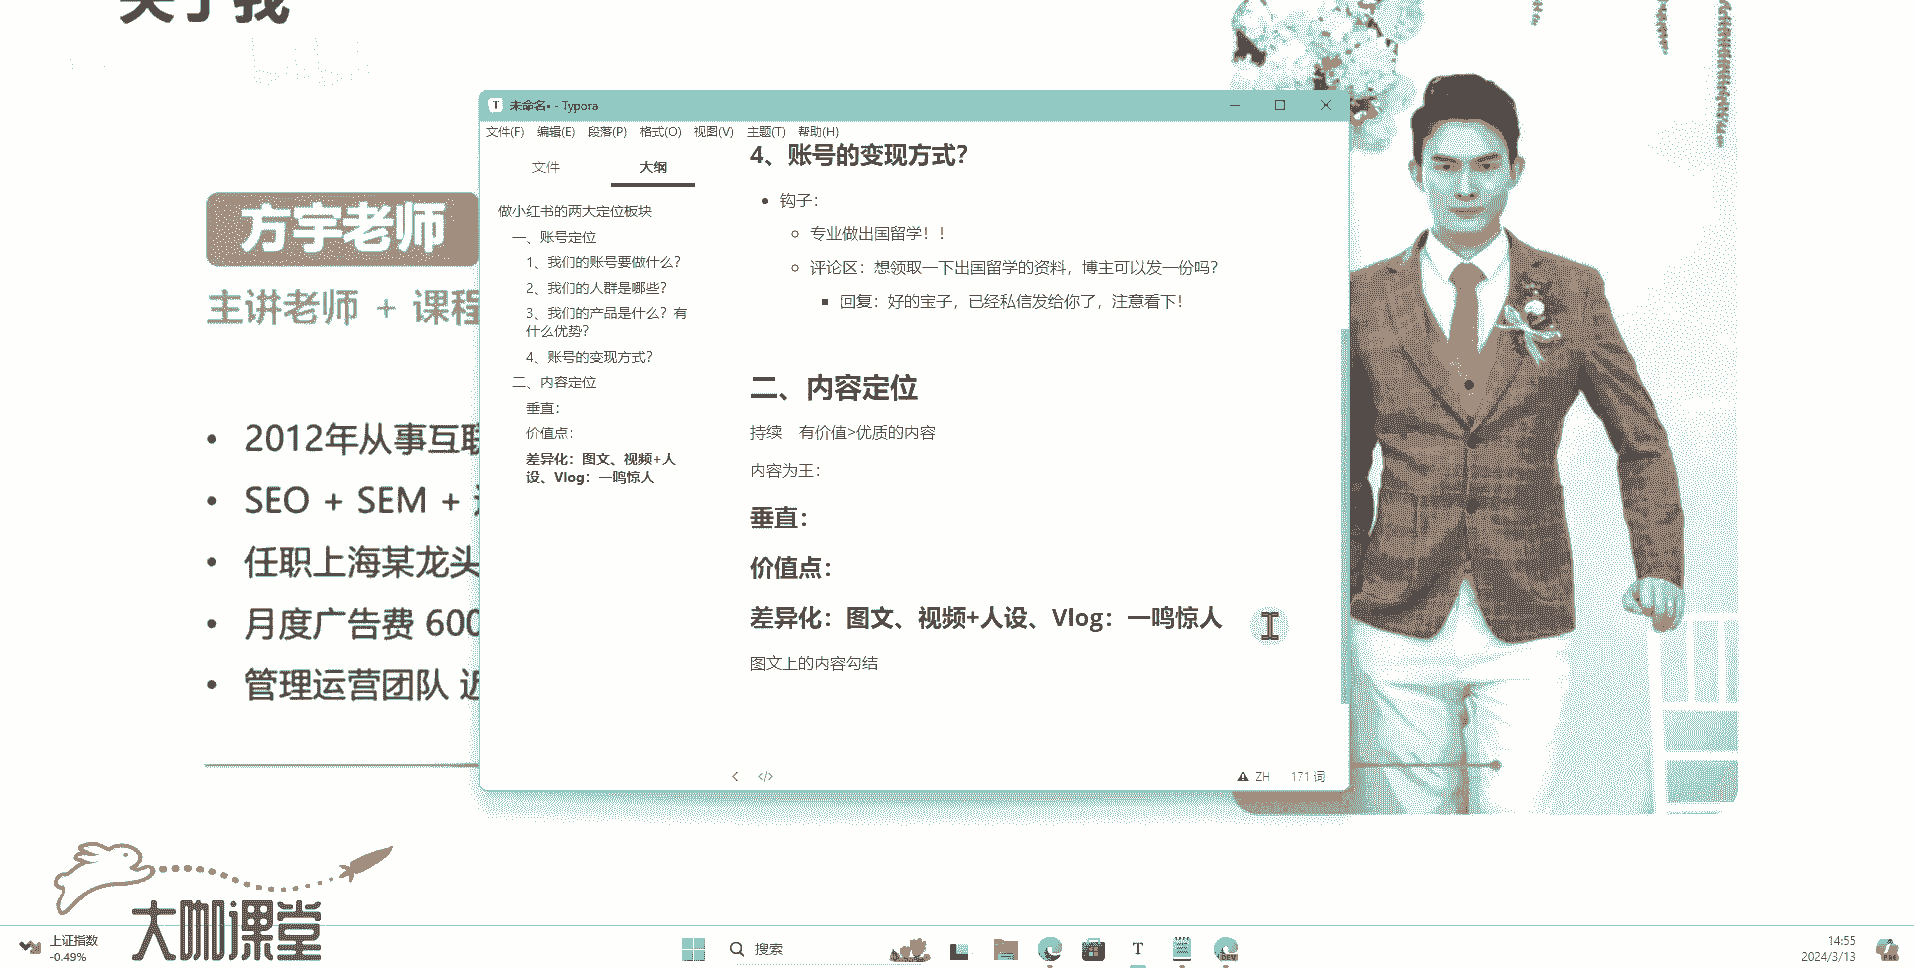 关于我
方宇老师
主讲老师 + 课程
• 2012年从事互联
• SEO + SEM +
• 任职上海某龙头
• 月度广告费 600
• 管理运营团队 近
未命名• - Typora
文件(F) 编辑(E) 段落(P) 格式(O) 视图(V) 主题(T) 帮助(H)
文件 大纲
做小红书的两大定位板块
一、账号定位
1、我们的账号要做什么？
2、我们的人群是哪些？
3、我们的产品是什么？有
什么优势？
4、账号的变现方式？
二、内容定位
垂直：
价值点：
差异化：图文、视频+人
设、Vlog：一鸣惊人
4、账号的变现方式？
钩子：
专业做出国留学！！
评论区：想领取一下出国留学的资料，博主可以发一份吗？
回复：好的宝子，已经私信发给你了，注意看下！
二、内容定位
持续 有价值>优质的内容
内容为王：
垂直：
价值点：
差异化：图文、视频+人设、Vlog：一鸣惊人
图文上的内容勾结
ZH 171 词
大咖课堂
上证指数
-0.49%
搜索
14:55
2024/3/13